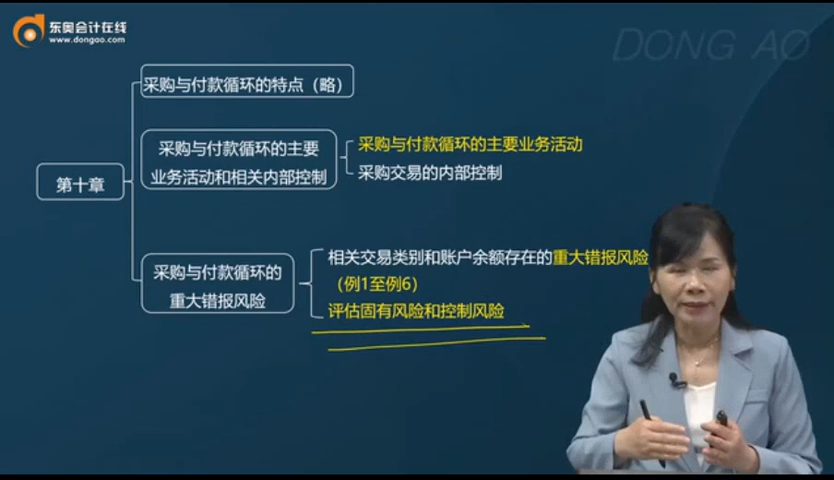 东奥会计在线
www.dongao.com
DONG AO
采购与付款循环的特点（略）
第十章
采购与付款循环的主要
业务活动和相关内部控制
采购与付款循环的主要业务活动
采购交易的内部控制
采购与付款循环的
重大错报风险
相关交易类别和账户余额存在的重大错报风险
（例1至例6）
评估固有风险和控制风险